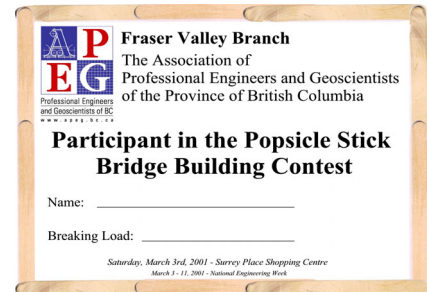 A P
E G
Professional Engineers
and Geoscientists of BC
www.apeg.bc.ca
Fraser Valley Branch
The Association of
Professional Engineers and Geoscientists
of the Province of British Columbia
Participant in the Popsicle Stick
Bridge Building Contest
Name:
Breaking Load:
Saturday, March 3rd, 2001 - Surrey Place Shopping Centre
March 3 - 11, 2001 - National Engineering Week